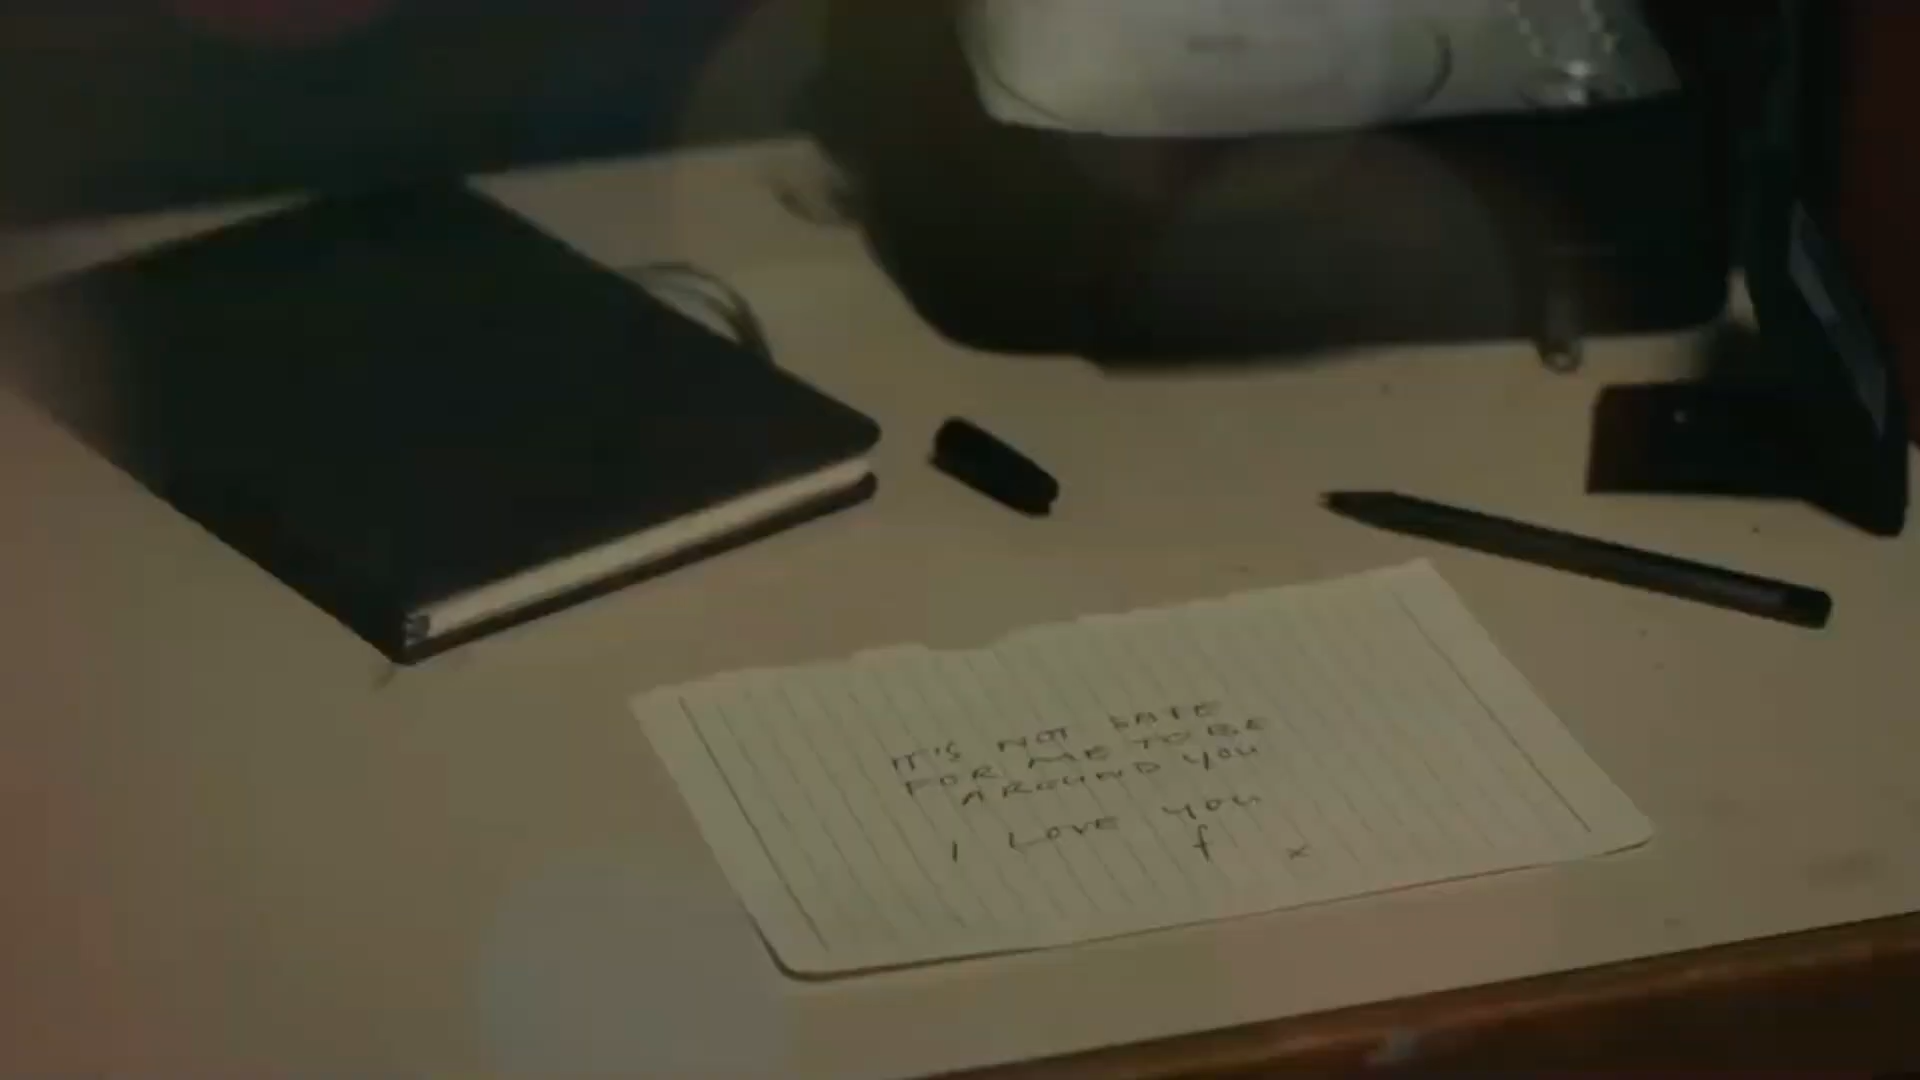 IT'S NOT SAFE
FOR ME TO BE
AROUND YOU
I LOVE YOU
f x